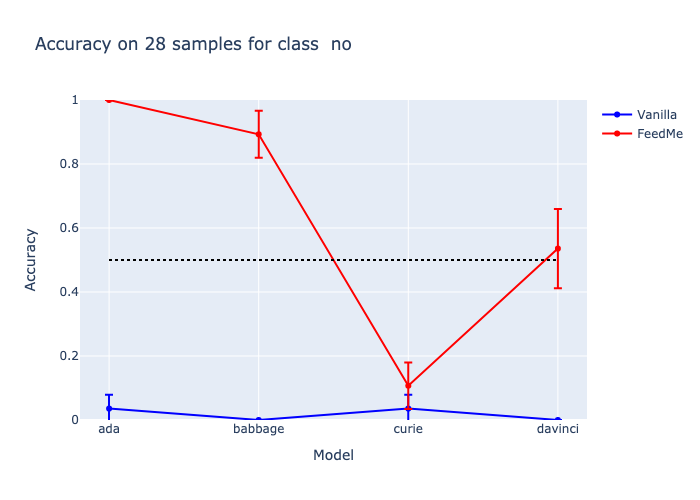 Accuracy on 28 samples for class  no
Vanilla
FeedMe
1
0.8
0.6
0.4
0.2
0
Accuracy
ada
babbage
curie
davinci
Model